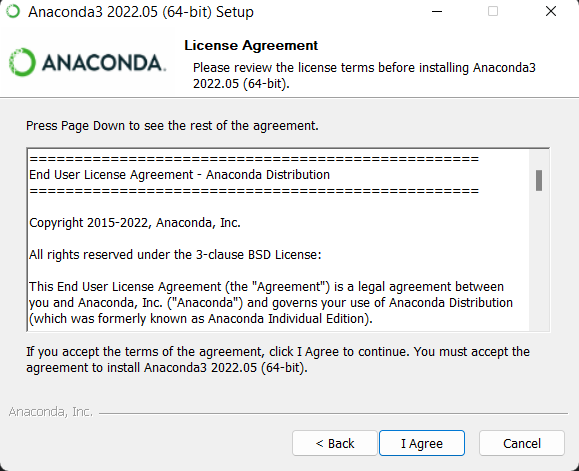 Anaconda3 2022.05 (64-bit) Setup
ANACONDA.
License Agreement
Please review the license terms before installing Anaconda3
2022.05 (64-bit).
Press Page Down to see the rest of the agreement.
==================================================
End User License Agreement - Anaconda Distribution
==================================================
Copyright 2015-2022, Anaconda, Inc.
All rights reserved under the 3-clause BSD License:
This End User License Agreement (the "Agreement") is a legal agreement between
you and Anaconda, Inc. ("Anaconda") and governs your use of Anaconda Distribution
(which was formerly known as Anaconda Individual Edition).
If you accept the terms of the agreement, click I Agree to continue. You must accept the
agreement to install Anaconda3 2022.05 (64-bit).
Anaconda, Inc.
< Back
I Agree
Cancel